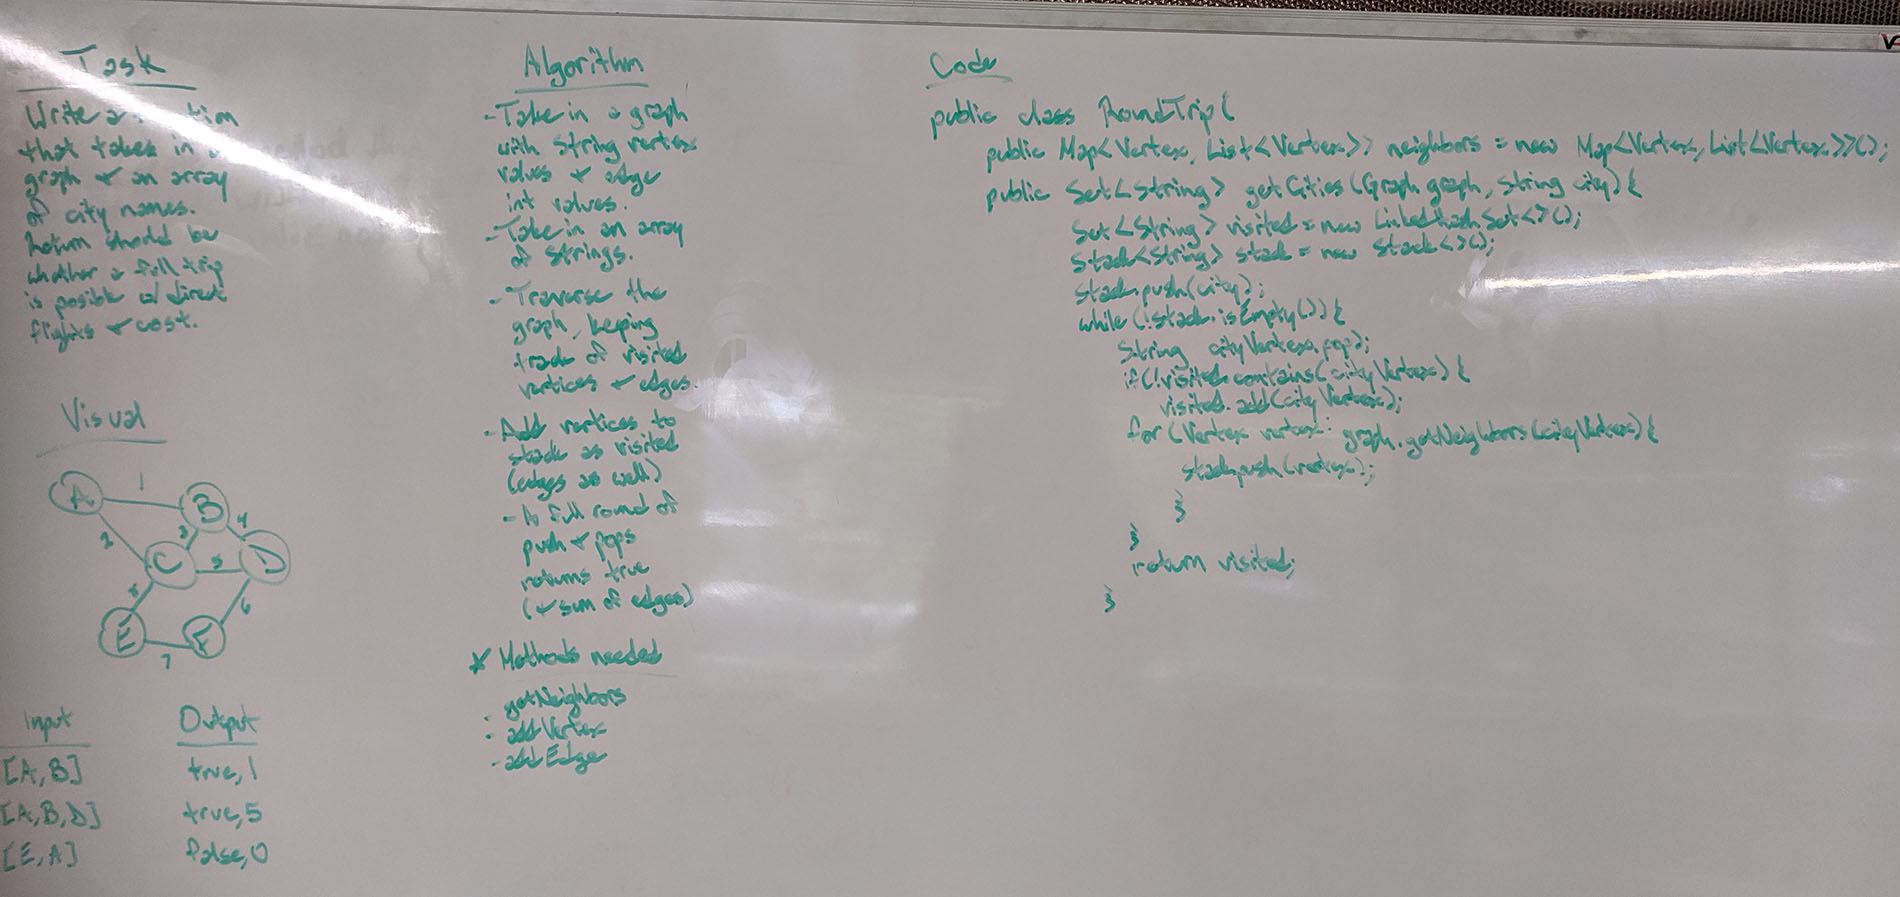 Task
Write a
that takes in a
graph + an array
of city names.
Return should be
whether a full trip
is posible w/ direct
flights + cost.
Visual
A
1
B
2
3
4
C
5
D
6
E
7
F
Input
Output
[A, B]
true, 1
[A, B, D]
true, 5
[E, A]
false, 0
Algorithm
- Take in a graph
with string vertex
values + edge
int values.
- Take in an array
of strings.
- Traverse the
graph, keeping
track of visited
vertices + edges.
- Add vertices to
stack as visited
(edges as well)
- A full round of
push + pops
returns true
(+ sum of edges)
* Methods needed
- getNeighbors
- addVertex
- addEdge
Code
public class RoundTrip {
public Map<Vertex, List<Vertex>> neighbors = new Map<Vertex, List<Vertex>>();
public Set<String> getCities (Graph graph, String city) {
Set<String> visited = new LinkedHashSet<>();
Stack<String> stack = new Stack<>();
stack.push(city);
while (!stack.isEmpty()) {
String cityVertex.pop);
if(!visited.contains(cityVertex) {
visited.add(cityVertex);
for (Vertex vertex: graph.getNeighbors(cityVertex) {
stack.push(vertex);
}
}
return visited;
}